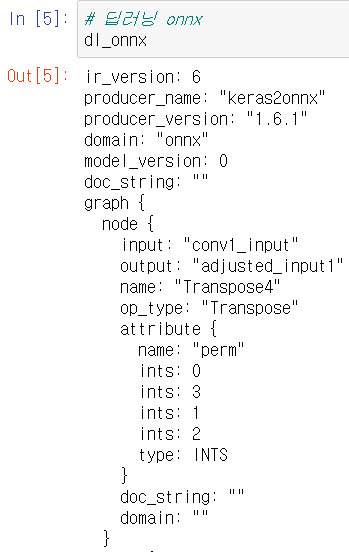 In [5]: # 딥러닝 onnx
dl_onnx
Out[5]: ir_version: 6
producer_name: "keras2onnx"
producer_version: "1.6.1"
domain: "onnx"
model_version: 0
doc_string: ""
graph {
  node {
    input: "conv1_input"
    output: "adjusted_input1"
    name: "Transpose4"
    op_type: "Transpose"
    attribute {
      name: "perm"
      ints: 0
      ints: 3
      ints: 1
      ints: 2
      type: INTS
    }
    doc_string: ""
    domain: ""
  }